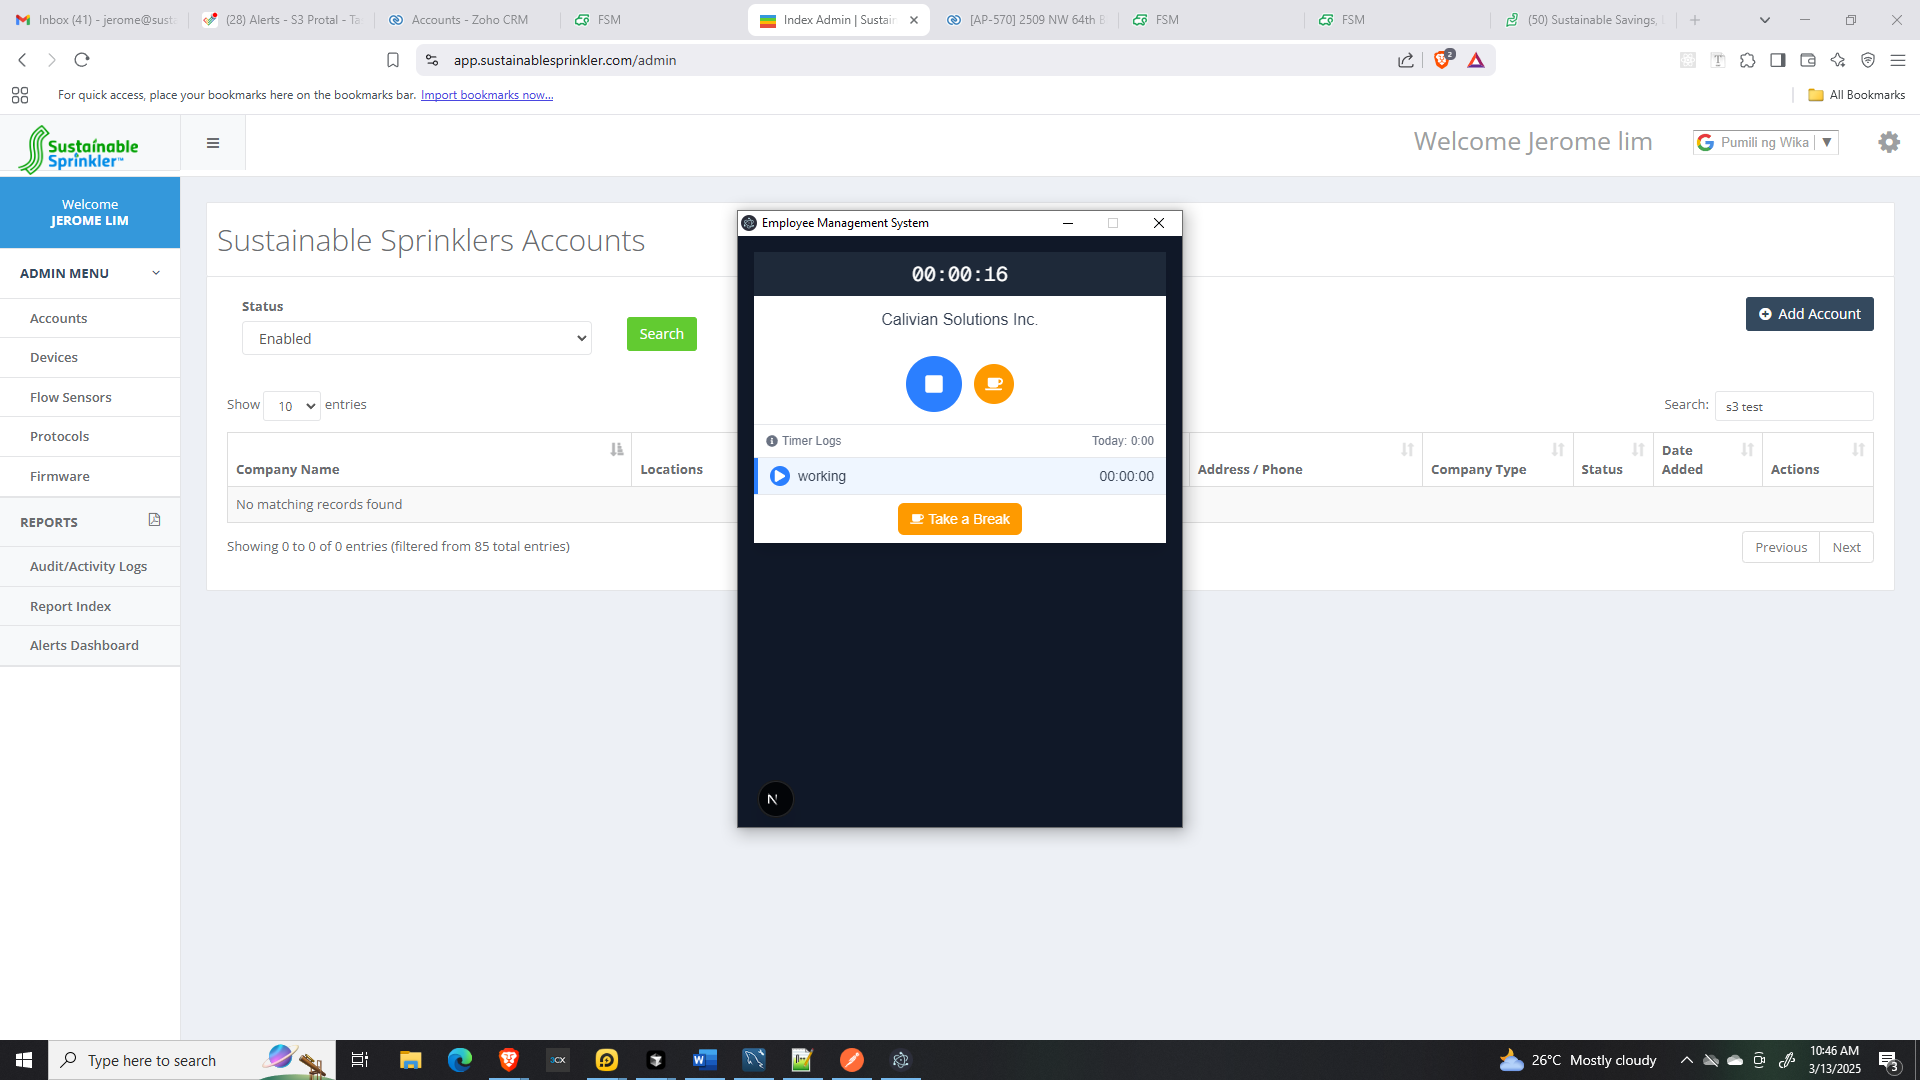 Inbox (41) - jerome@susta
(28) Alerts - S3 Protal - Ta
Accounts - Zoho CRM
FSM
Index Admin | Sustain
[AP-570] 2509 NW 64th B
FSM
FSM
(50) Sustainable Savings,
app.sustainablesprinkler.com/admin
2
For quick access, place your bookmarks here on the bookmarks bar. Import bookmarks now...
All Bookmarks
Sustainable
Sprinkler™
Welcome Jerome lim
Pumili ng Wika
▼
Welcome
JEROME LIM
ADMIN MENU
Accounts
Devices
Flow Sensors
Protocols
Firmware
REPORTS
Audit/Activity Logs
Report Index
Alerts Dashboard
Sustainable Sprinklers Accounts
Status
Enabled
Search
Add Account
Show 10 entries
Search: s3 test
Company Name
Locations
Address / Phone
Company Type
Status
Date Added
Actions
No matching records found
Showing 0 to 0 of 0 entries (filtered from 85 total entries)
Previous
Next
Employee Management System
00:00:16
Calivian Solutions Inc.
Timer Logs
Today: 0:00
working
00:00:00
Take a Break
N
Type here to search
3CX
26°C Mostly cloudy
10:46 AM
3/13/2025
3